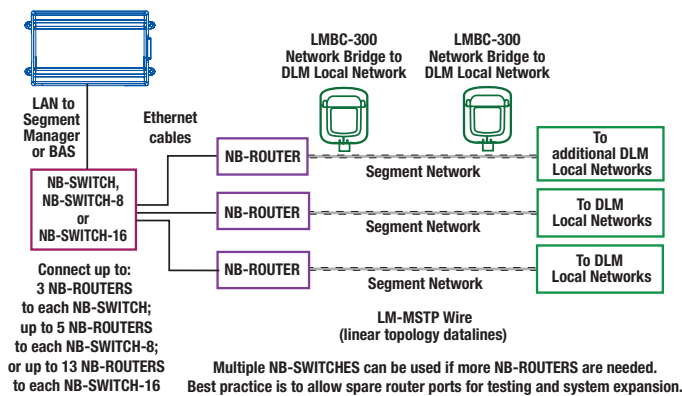 LMBC-300
Network Bridge to
DLM Local Network
LMBC-300
Network Bridge to
DLM Local Network
LAN to
Segment
Manager
or BAS
Ethernet
cables
NB-SWITCH,
NB-SWITCH-8
or
NB-SWITCH-16
NB-ROUTER
Segment Network
To
additional DLM
Local Networks
NB-ROUTER
Segment Network
To DLM
Local Networks
NB-ROUTER
Segment Network
To DLM
Local Networks
Connect up to:
3 NB-ROUTERS
to each NB-SWITCH;
up to 5 NB-ROUTERS
to each NB-SWITCH-8;
or up to 13 NB-ROUTERS
to each NB-SWITCH-16
LM-MSTP Wire
(linear topology datalines)
Multiple NB-SWITCHES can be used if more NB-ROUTERS are needed.
Best practice is to allow spare router ports for testing and system expansion.